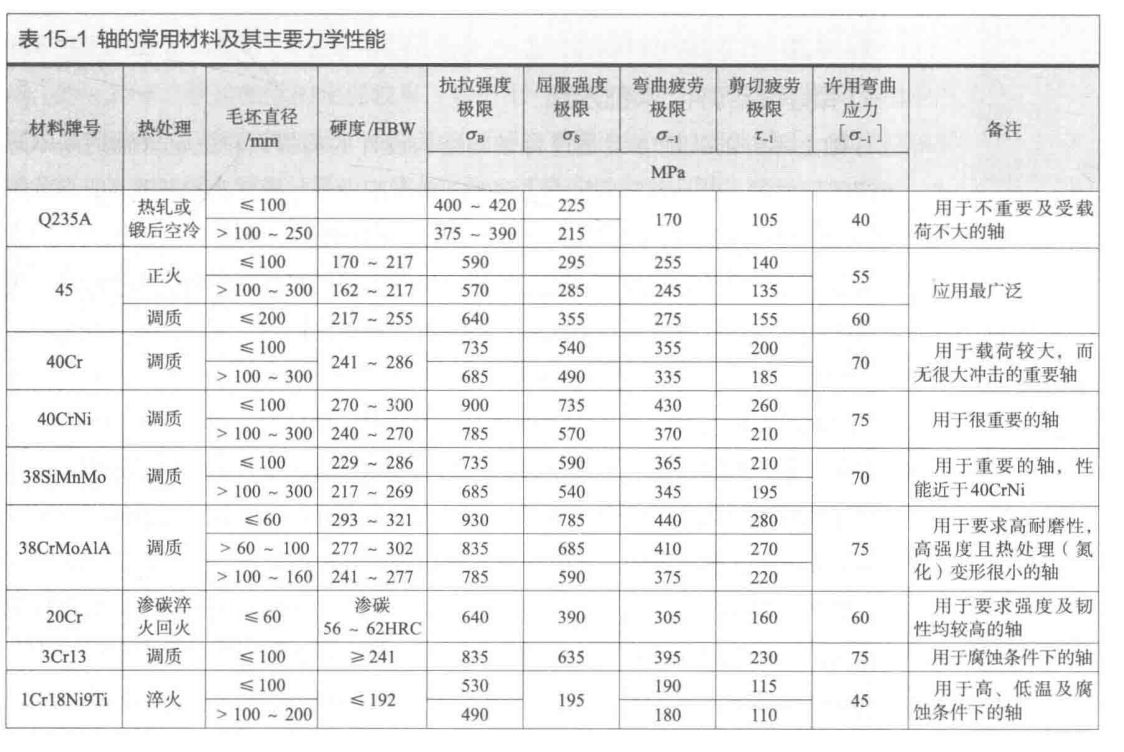 表 15-1 轴的常用材料及其主要力学性能
材料牌号 热处理 毛坯直径/mm 硬度/HBW 抗拉强度极限 σB 屈服强度极限 σs 弯曲疲劳极限 σ-1 剪切疲劳极限 τ-1 许用弯曲应力 [σ-1] 备注
MPa
Q235A 热轧或锻后空冷 ≤100 400 ~ 420 225 170 105 40 用于不重要及受载荷不大的轴
>100 ~ 250 375 ~ 390 215
45 正火 ≤100 170 ~ 217 590 295 255 140 55 应用最广泛
>100 ~ 300 162 ~ 217 570 285 245 135
调质 ≤200 217 ~ 255 640 355 275 155 60
40Cr 调质 ≤100 241 ~ 286 735 540 355 200 70 用于载荷较大，而无很大冲击的重要轴
>100 ~ 300 685 490 335 185
40CrNi 调质 ≤100 270 ~ 300 900 735 430 260 75 用于很重要的轴
>100 ~ 300 240 ~ 270 785 570 370 210
38SiMnMo 调质 ≤100 229 ~ 286 735 590 365 210 70 用于重要的轴，性能近于 40CrNi
>100 ~ 300 217 ~ 269 685 540 345 195
38CrMoAlA 调质 ≤60 293 ~ 321 930 785 440 280 75 用于要求高耐磨性，高强度且热处理（氮化）变形很小的轴
>60 ~ 100 277 ~ 302 835 685 410 270
>100 ~ 160 241 ~ 277 785 590 375 220
20Cr 渗碳淬火回火 ≤60 渗碳 56 ~ 62HRC 640 390 305 160 60 用于要求强度及韧性均较高的轴
3Cr13 调质 ≤100 ≥241 835 635 395 230 75 用于腐蚀条件下的轴
1Cr18Ni9Ti 淬火 ≤100 ≤192 530 195 190 115 45 用于高、低温及腐蚀条件下的轴
>100 ~ 200 490 180 110